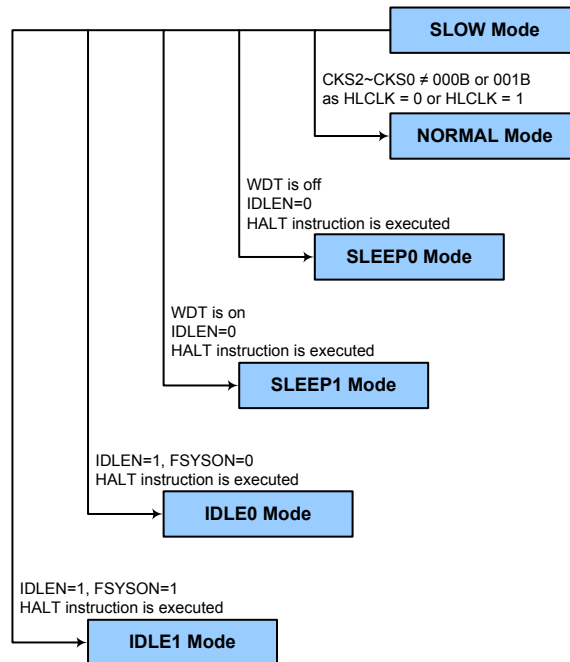 SLOW Mode
CKS2~CKS0 ≠ 000B or 001B
as HLCLK = 0 or HLCLK = 1
NORMAL Mode
WDT is off
IDLEN=0
HALT instruction is executed
SLEEP0 Mode
WDT is on
IDLEN=0
HALT instruction is executed
SLEEP1 Mode
IDLEN=1, FSYSON=0
HALT instruction is executed
IDLE0 Mode
IDLEN=1, FSYSON=1
HALT instruction is executed
IDLE1 Mode